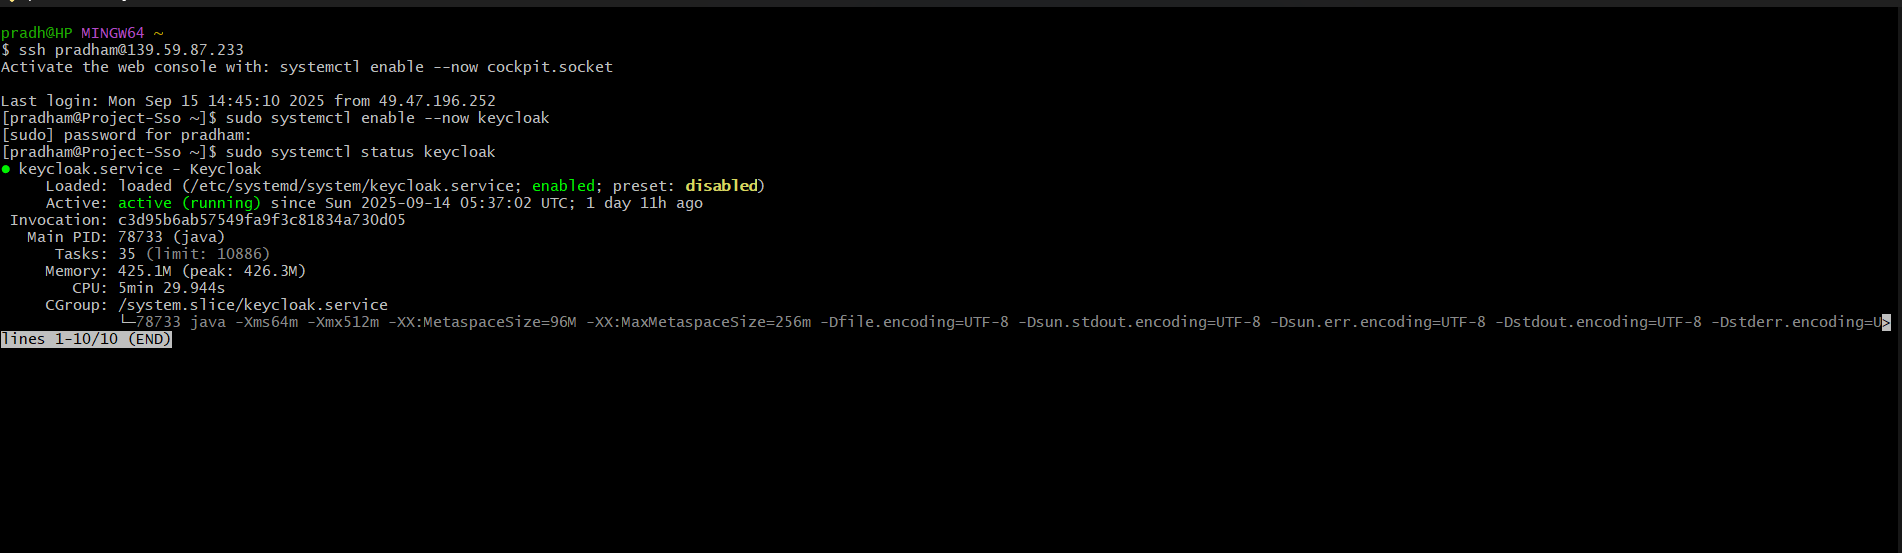 pradh@HP MINGW64 ~
$ ssh pradham@139.59.87.233
Activate the web console with: systemctl enable --now cockpit.socket
Last login: Mon Sep 15 14:45:10 2025 from 49.47.196.252
[pradham@Project-Sso ~]$ sudo systemctl enable --now keycloak
[sudo] password for pradham:
[pradham@Project-Sso ~]$ sudo systemctl status keycloak
● keycloak.service - Keycloak
Loaded: loaded (/etc/systemd/system/keycloak.service; enabled; preset: disabled)
Active: active (running) since Sun 2025-09-14 05:37:02 UTC; 1 day 11h ago
Invocation: c3d95b6ab57549fa9f3c81834a730d05
Main PID: 78733 (java)
Tasks: 35 (limit: 10886)
Memory: 425.1M (peak: 426.3M)
CPU: 5min 29.944s
CGroup: /system.slice/keycloak.service
└─78733 java -Xms64m -Xmx512m -XX:MetaspaceSize=96M -XX:MaxMetaspaceSize=256m -Dfile.encoding=UTF-8 -Dsun.stdout.encoding=UTF-8 -Dsun.err.encoding=UTF-8 -Dstdout.encoding=UTF-8 -Dstderr.encoding=U>
lines 1-10/10 (END)